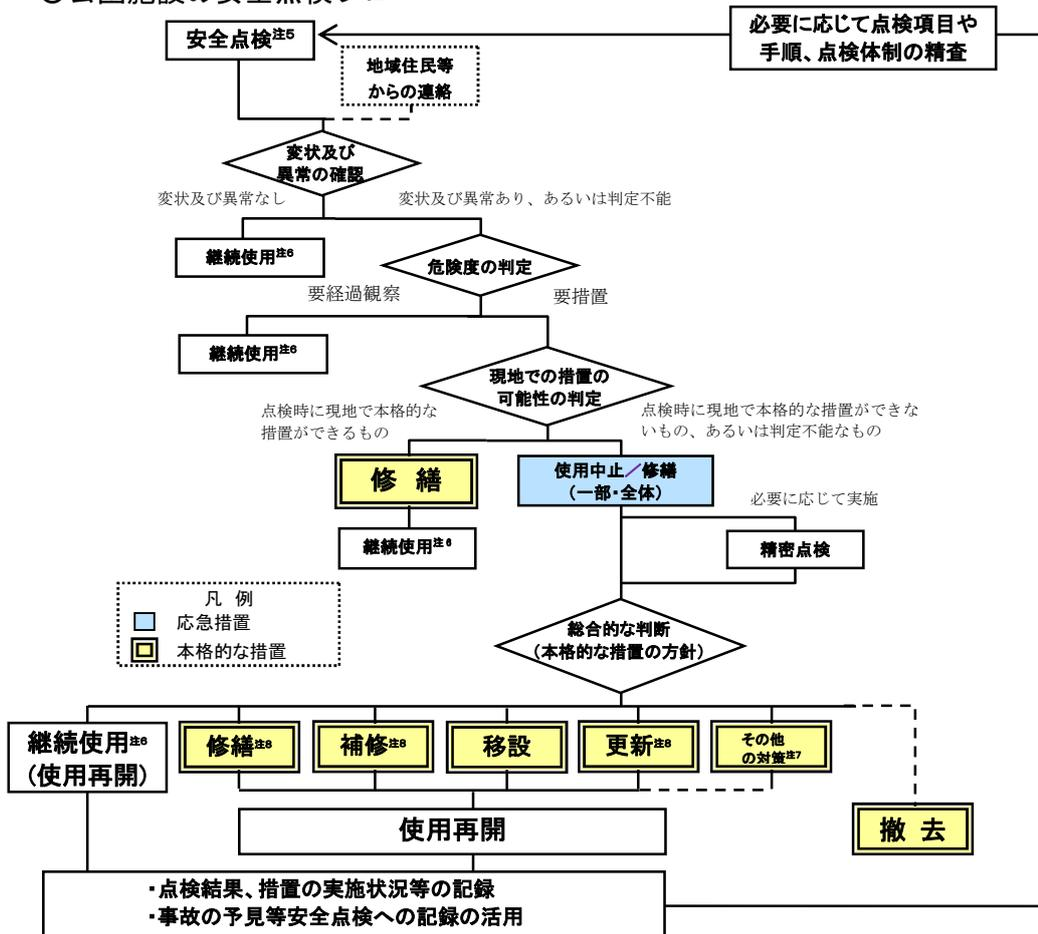 安全点検注5
必要に応じて点検項目や
手順、点検体制の精査
地域住民等
からの連絡
変状及び
異常の確認
変状及び異常なし
変状及び異常あり、あるいは判定不能
継続使用注6
危険度の判定
要経過観察
要措置
継続使用注6
現地での措置の
可能性の判定
点検時に現地で本格的な
措置ができるもの
点検時に現地で本格的な措置ができな
いもの、あるいは判定不能なもの
修 繕
使用中止／修繕
（一部・全体）
必要に応じて実施
継続使用注6
精密点検
凡 例
応急措置
本格的な措置
総合的な判断
（本格的な措置の方針）
継続使用注6
（使用再開）
修繕注8
補修注8
移設
更新注8
その他
の対策注7
使用再開
撤 去
・点検結果、措置の実施状況等の記録
・事故の予見等安全点検への記録の活用